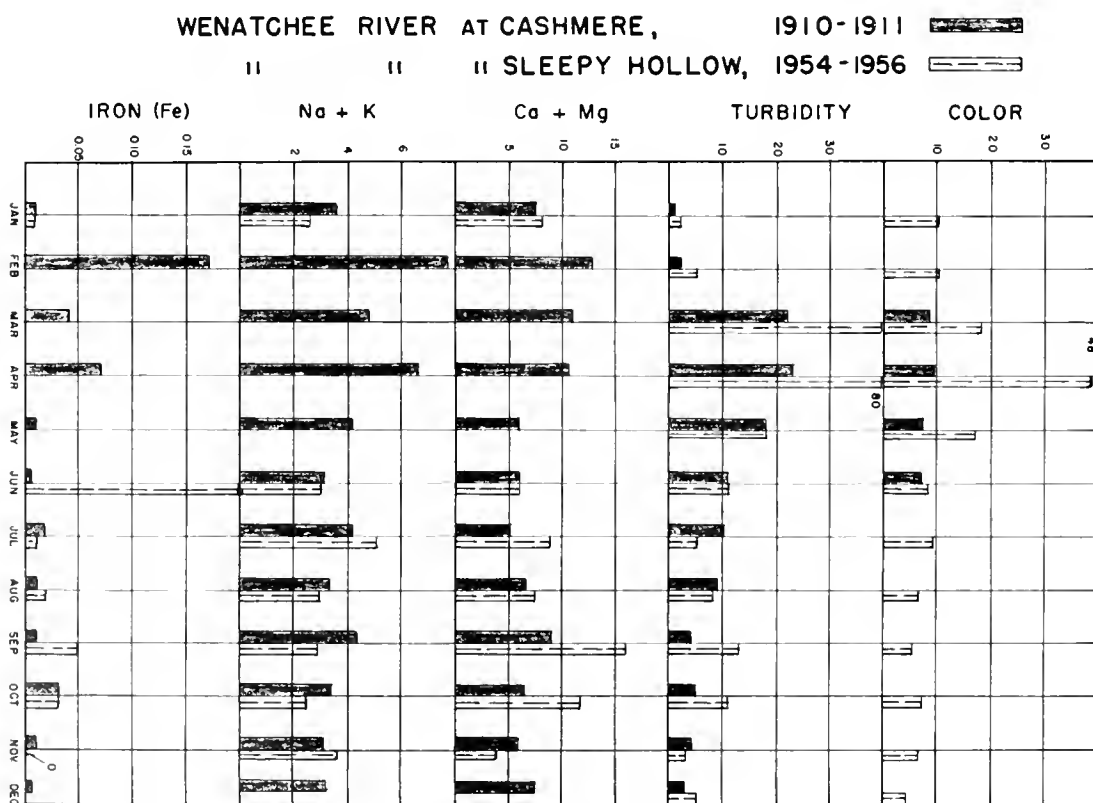 WENATCHEE RIVER AT CASHMERE, 1910-1911
" " " SLEEPY HOLLOW, 1954-1956
IRON (Fe) Na + K Ca + Mg TURBIDITY COLOR
0.05 0.10 0.15 2 4 6 5 10 15 10 20 30 10 20 30
JAN
FEB
MAR
48
APR
80
MAY
JUN
JUL
AUG
SEP
OCT
NOV 0
DEC